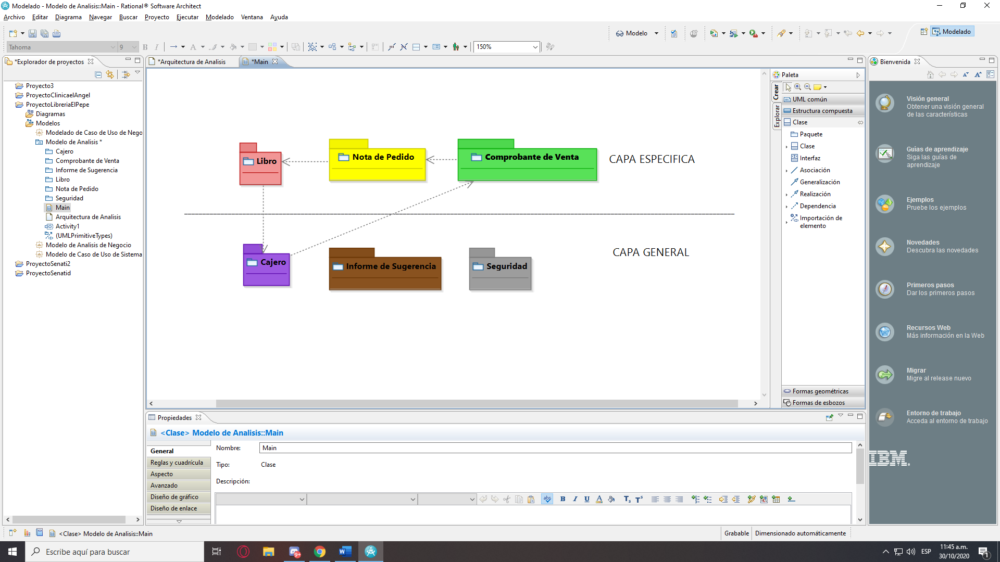 Modelado - Modelo de Analisis::Main - Rational® Software Architect
Archivo Editar Diagrama Navegar Buscar Proyecto Ejecutar Modelado Ventana Ayuda
Modelo
Modelado
Tahoma 9 B I A 150%
*Explorador de proyectos
*Arquitectura de Analisis
*Main
Proyecto3
ProyectoClinicaelAngel
ProyectoLibreriaElPepe
Diagramas
Modelos
Modelado de Caso de Uso de Nego
Modelo de Analisis *
Cajero
Comprobante de Venta
Informe de Sugerencia
Libro
Nota de Pedido
Seguridad
Main
Arquitectura de Analisis
Activity1
(UMLPrimitiveTypes)
Modelo de Analisis de Negocio
Modelo de Caso de Uso de Sistema
ProyectoSenati2
ProyectoSenatid
Libro
Nota de Pedido
Comprobante de Venta
CAPA ESPECIFICA
Cajero
Informe de Sugerencia
Seguridad
CAPA GENERAL
Paleta
Crear
Explorar
UML común
Estructura compuesta
Clase
Paquete
Clase
Interfaz
Asociación
Generalización
Realización
Dependencia
Importación de
elemento
Formas geométricas
Formas de esbozos
Bienvenida
Visión general
Obtener una visión general
de las características
Guías de aprendizaje
Siga las guías de
aprendizaje
Ejemplos
Pruebe los ejemplos
Novedades
Descubra las novedades
Primeros pasos
Dar los primeros pasos
Recursos Web
Más información en la Web
Migrar
Migre al release nuevo
Entorno de trabajo
Acceda al entorno de trabajo
IBM®
Propiedades
<Clase> Modelo de Analisis::Main
General
Reglas y cuadrícula
Aspecto
Avanzado
Diseño de gráfico
Diseño de enlace
Nombre: Main
Tipo: Clase
Descripción:
abc B I U A T T
<Clase> Modelo de Analisis::Main
Grabable
Dimensionado automáticamente
Escribe aquí para buscar
9+
ESP
11:45 a.m.
30/10/2020
1